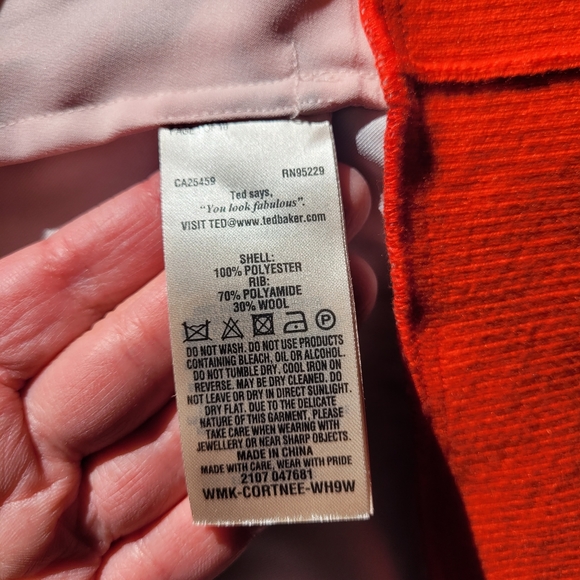 CA25459 RN95229
Ted says,
"You look fabulous".
VISIT TED@www.tedbaker.com
SHELL:
100% POLYESTER
RIB:
70% POLYAMIDE
30% WOOL
DO NOT WASH. DO NOT USE PRODUCTS
CONTAINING BLEACH, OIL OR ALCOHOL.
DO NOT TUMBLE DRY. COOL IRON ON
REVERSE. MAY BE DRY CLEANED. DO
NOT LEAVE OR DRY IN DIRECT SUNLIGHT.
DRY FLAT. DUE TO THE DELICATE
NATURE OF THIS GARMENT, PLEASE
TAKE CARE WHEN WEARING WITH
JEWELLERY OR NEAR SHARP OBJECTS.
MADE IN CHINA
MADE WITH CARE, WEAR WITH PRIDE
2107 047681
WMK-CORTNEE-WH9W